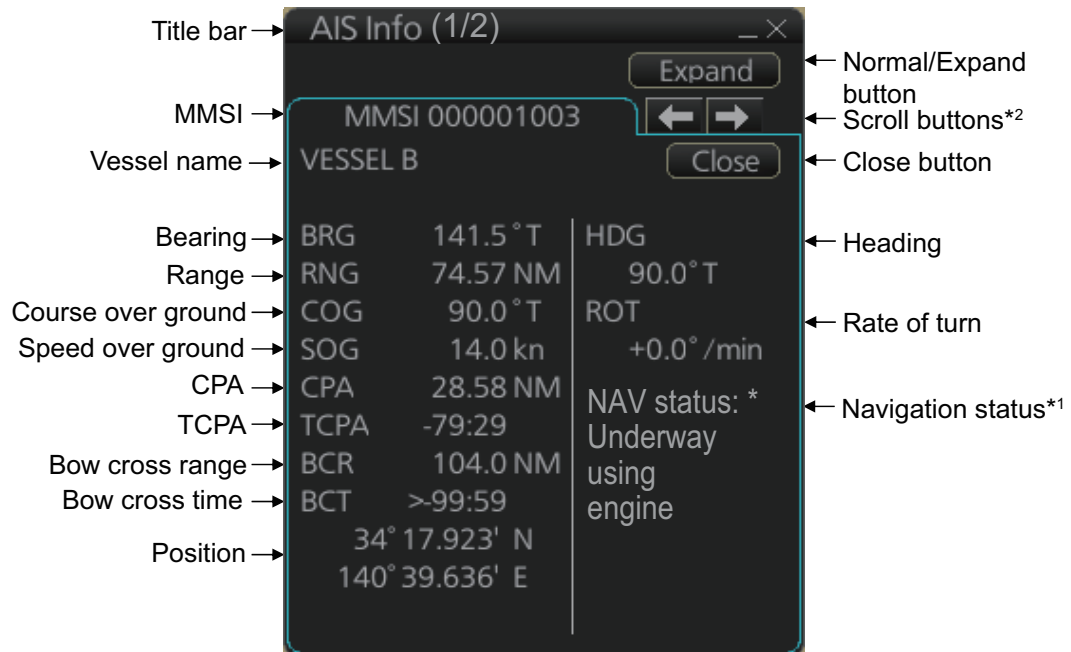 Title bar
AIS Info (1/2)
Expand
Normal/Expand
button
MMSI
MMSI 000001003
Scroll buttons*2
Vessel name
VESSEL B
Close
Close button
Bearing
BRG 141.5°T
HDG
Heading
Range
RNG 74.57 NM
90.0°T
Course over ground
COG 90.0°T
ROT
Rate of turn
Speed over ground
SOG 14.0 kn
+0.0°/min
CPA
CPA 28.58 NM
NAV status: *
Navigation status*1
TCPA
TCPA -79:29
Underway
Bow cross range
BCR 104.0 NM
using
Bow cross time
BCT >-99:59
engine
Position
34°17.923' N
140°39.636' E